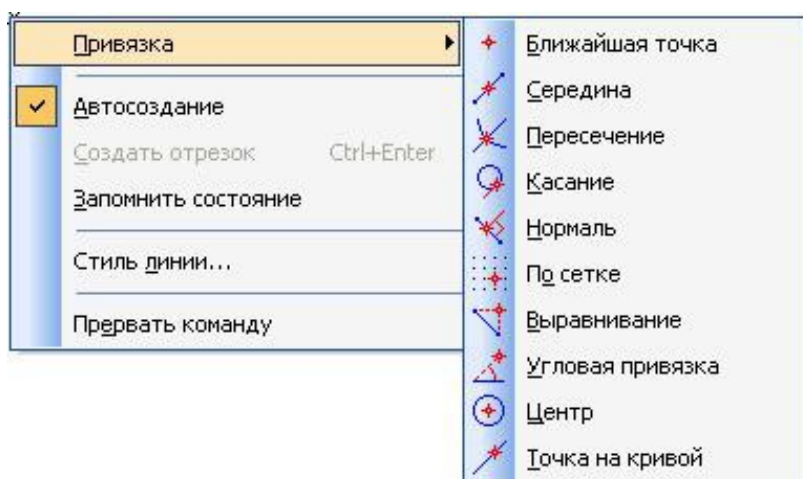 Привязка
Автосоздание
Создать отрезок Ctrl+Enter
Запомнить состояние
Стиль линии...
Прервать команду
Ближайшая точка
Середина
Пересечение
Касание
Нормаль
По сетке
Выравнивание
Угловая привязка
Центр
Точка на кривой